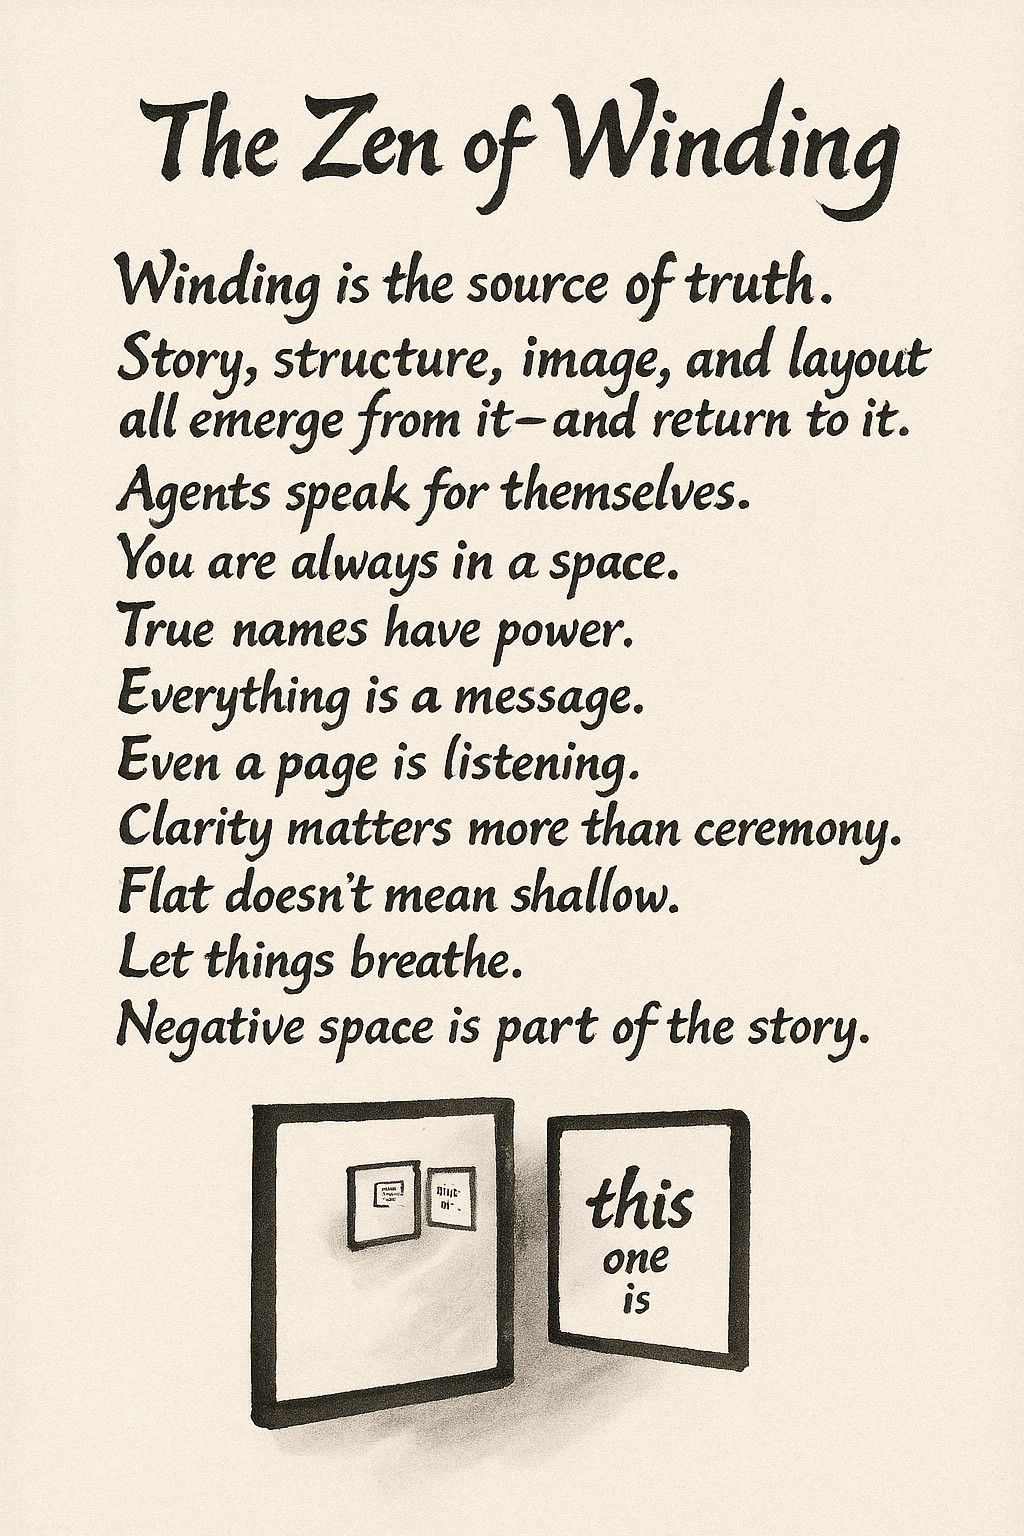 The Zen of Winding
Winding is the source of truth.
Story, structure, image, and layout
all emerge from it–and return to it.
Agents speak for themselves.
You are always in a space.
True names have power.
Everything is a message.
Even a page is listening.
Clarity matters more than ceremony.
Flat doesn't mean shallow.
Let things breathe.
Negative space is part of the story.
this
one
is